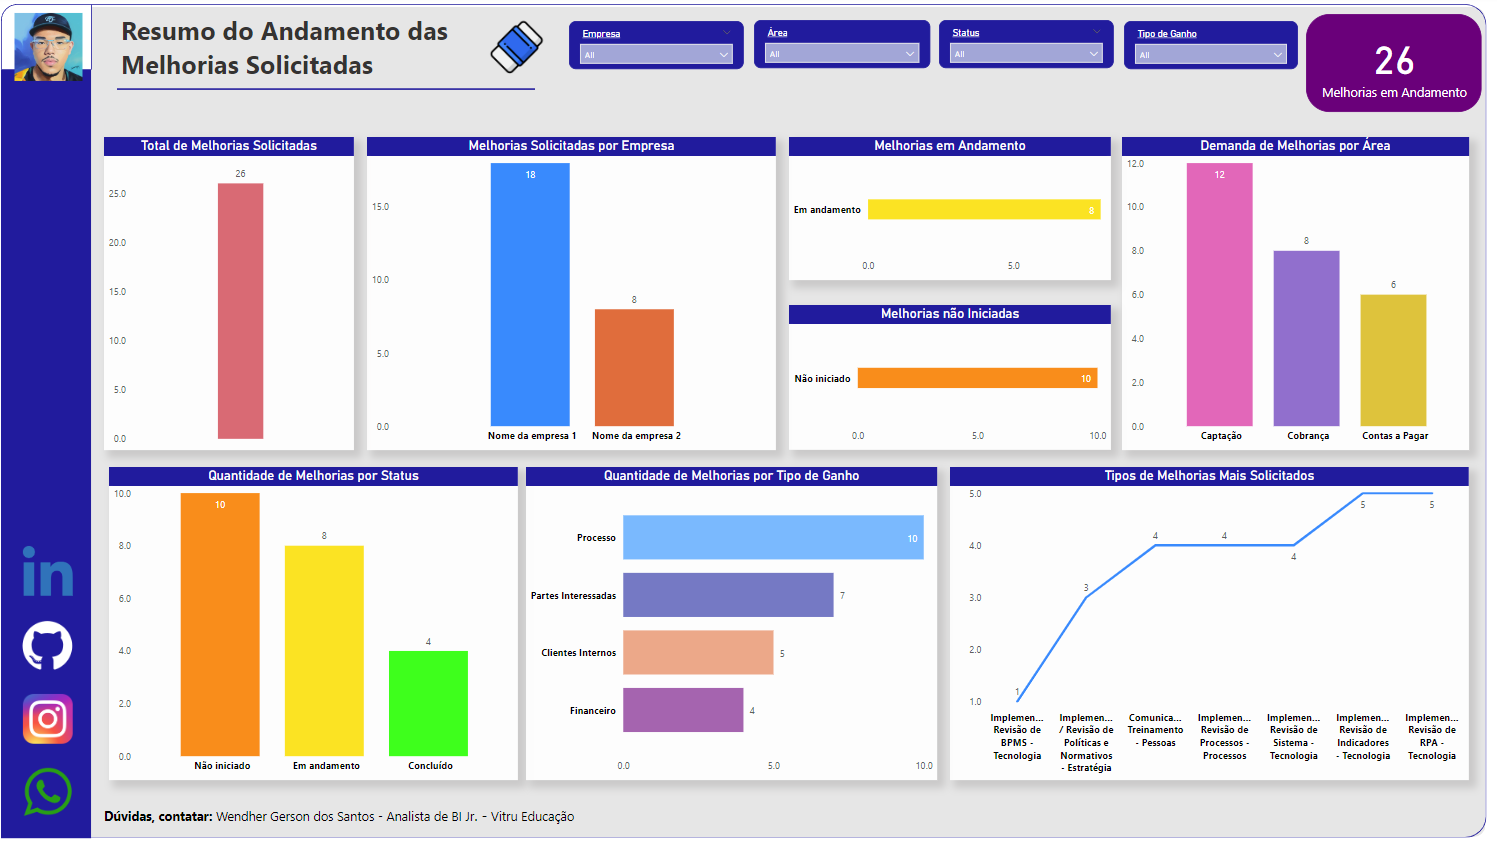 Resumo do Andamento das
Melhorias Solicitadas
Empresa
All
Área
All
Status
All
Tipo de Ganho
All
26
Melhorias em Andamento
Total de Melhorias Solicitadas
26
25.0
20.0
15.0
10.0
5.0
0.0
Melhorias Solicitadas por Empresa
18
8
15.0
10.0
5.0
0.0
Nome da empresa 1
Nome da empresa 2
Melhorias em Andamento
Em andamento
8
0.0
5.0
Melhorias não Iniciadas
Não iniciado
10
0.0
5.0
10.0
Demanda de Melhorias por Área
12.0
10.0
8.0
6.0
4.0
2.0
0.0
12
8
6
Captação
Cobrança
Contas a Pagar
Quantidade de Melhorias por Status
10.0
8.0
6.0
4.0
2.0
0.0
10
8
4
Não iniciado
Em andamento
Concluído
Quantidade de Melhorias por Tipo de Ganho
Processo
10
Partes Interessadas
7
Clientes Internos
5
Financeiro
4
0.0
5.0
10.0
Tipos de Melhorias Mais Solicitados
5.0
4.0
3.0
2.0
1.0
1
3
4
4
4
5
5
Implemen...
Revisão de
BPMS -
Tecnologia
Implemen...
/ Revisão de
Políticas e
Normativos
- Estratégia
Comunica...
Treinamento
- Pessoas
Implemen...
Revisão de
Processos -
Processos
Implemen...
Revisão de
Sistema -
Tecnologia
Implemen...
Revisão de
Indicadores
- Tecnologia
Implemen...
Revisão de
RPA -
Tecnologia
in
Dúvidas, contatar: Wendher Gerson dos Santos - Analista de BI Jr. - Vitru Educação